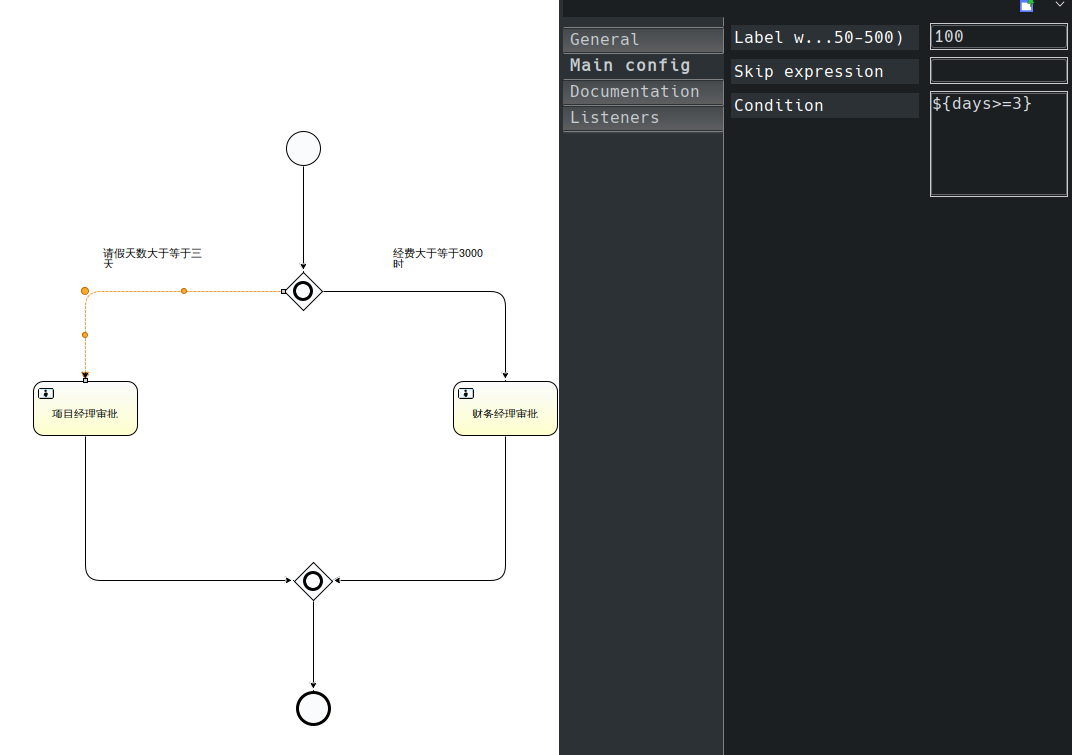 General
Main config
Documentation
Listeners
Label w...50-500)
100
Skip expression
Condition
${days>=3}
请假天数大于等于三
天
经费大于等于3000
时
项目经理审批
财务经理审批